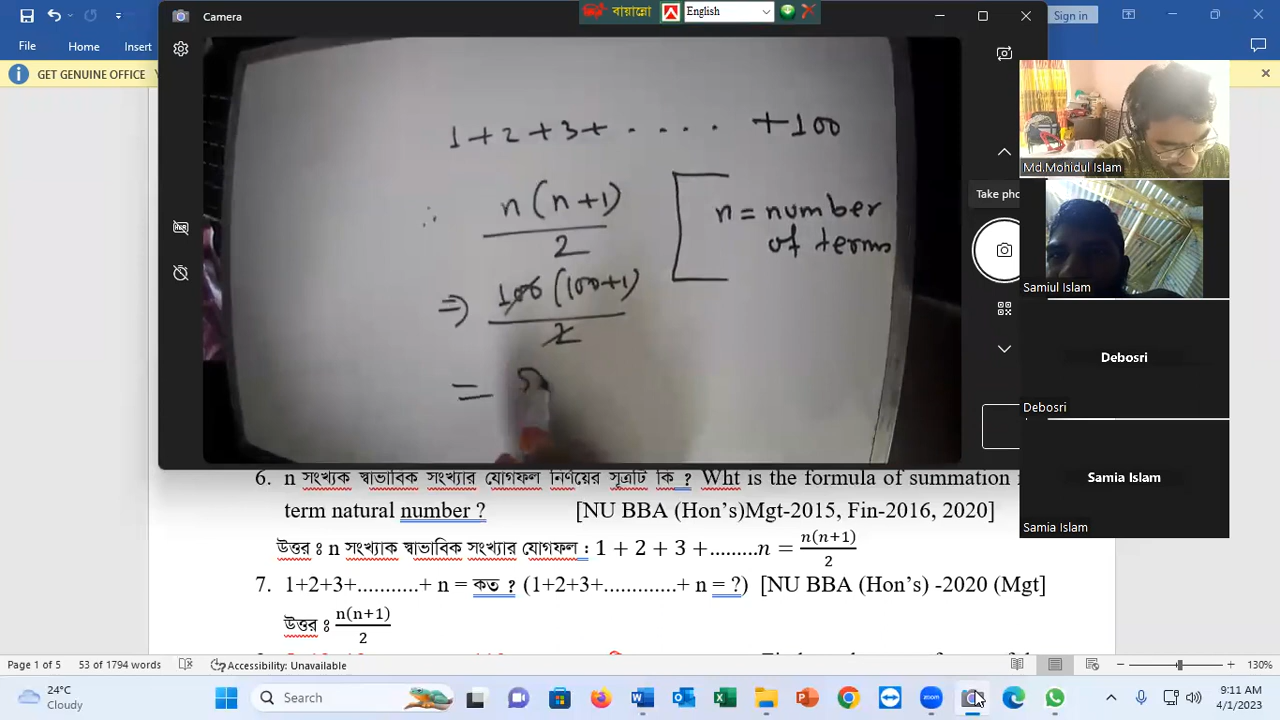 Camera
বায়ান্নো English
Sign in
File Home Insert
GET GENUINE OFFICE
1+2+3+ . . . . +100
∴ n(n+1)/2 [ n = number of terms
⇒ 100(100+1)/2
= 5
Take pho
Md.Mohidul Islam
Samiul Islam
Debosri
Debosri
Samia Islam
Samia Islam
6. n সংখ্যক স্বাভাবিক সংখ্যার যোগফল নির্ণয়ের সূত্রটি কি ? Wht is the formula of summation
term natural number ? [NU BBA (Hon’s)Mgt-2015, Fin-2016, 2020]
উত্তর ঃ n সংখ্যাক স্বাভাবিক সংখ্যার যোগফল : 1 + 2 + 3 +.........n = n(n+1)/2
7. 1+2+3+...........+ n = কত ? (1+2+3+.............+ n = ?) [NU BBA (Hon’s) -2020 (Mgt]
উত্তর ঃ n(n+1)/2
Page 1 of 5 53 of 1794 words Accessibility: Unavailable 130%
24°C
Cloudy
Search
zoom
9:11 AM
4/1/2023